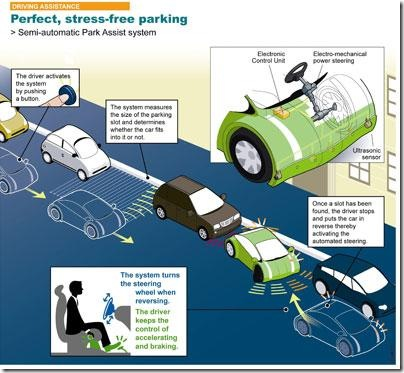 DRIVING ASSISTANCE
Perfect, stress-free parking
> Semi-automatic Park Assist system
The driver activates
the system
by pushing
a button.
The system measures
the size of the parking
slot and determines
whether the car fits
into it or not.
Electronic
Control Unit
Electro-mechanical
power steering
Ultrasonic
sensor
Once a slot has
been found, the driver stops
and puts the car in
reverse thereby
activating the
automated steering.
The system turns
the steering
wheel when
reversing.
The driver
keeps the
control of
accelerating
and braking.